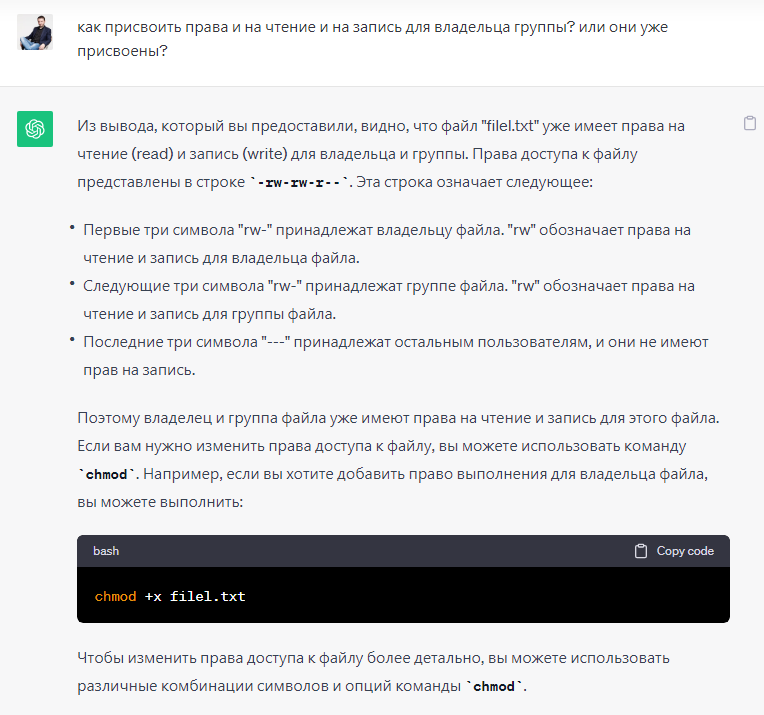 как присвоить права и на чтение и на запись для владельца группы? или они уже
присвоены?
Из вывода, который вы предоставили, видно, что файл "filel.txt" уже имеет права на
чтение (read) и запись (write) для владельца и группы. Права доступа к файлу
представлены в строке `-rw-rw-r--`. Эта строка означает следующее:
• Первые три символа "rw-" принадлежат владельцу файла. "rw" обозначает права на
чтение и запись для владельца файла.
• Следующие три символа "rw-" принадлежат группе файла. "rw" обозначает права на
чтение и запись для группы файла.
• Последние три символа "---" принадлежат остальным пользователям, и они не имеют
прав на запись.
Поэтому владелец и группа файла уже имеют права на чтение и запись для этого файла.
Если вам нужно изменить права доступа к файлу, вы можете использовать команду
`chmod`. Например, если вы хотите добавить право выполнения для владельца файла,
вы можете выполнить:
bash Copy code
chmod +x filel.txt
Чтобы изменить права доступа к файлу более детально, вы можете использовать
различные комбинации символов и опций команды `chmod`.